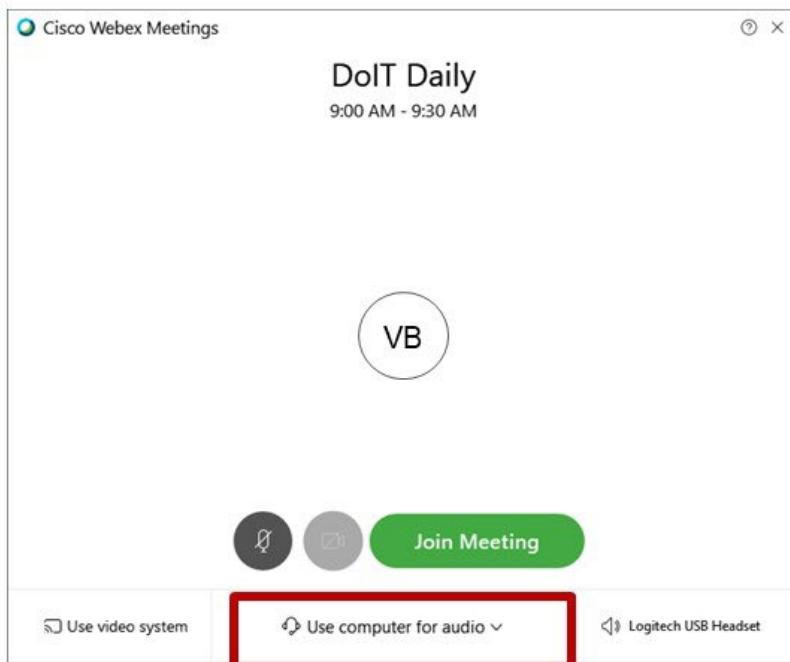 Cisco Webex Meetings
DoIT Daily
9:00 AM - 9:30 AM
VB
Join Meeting
Use video system
Use computer for audio
Logitech USB Headset